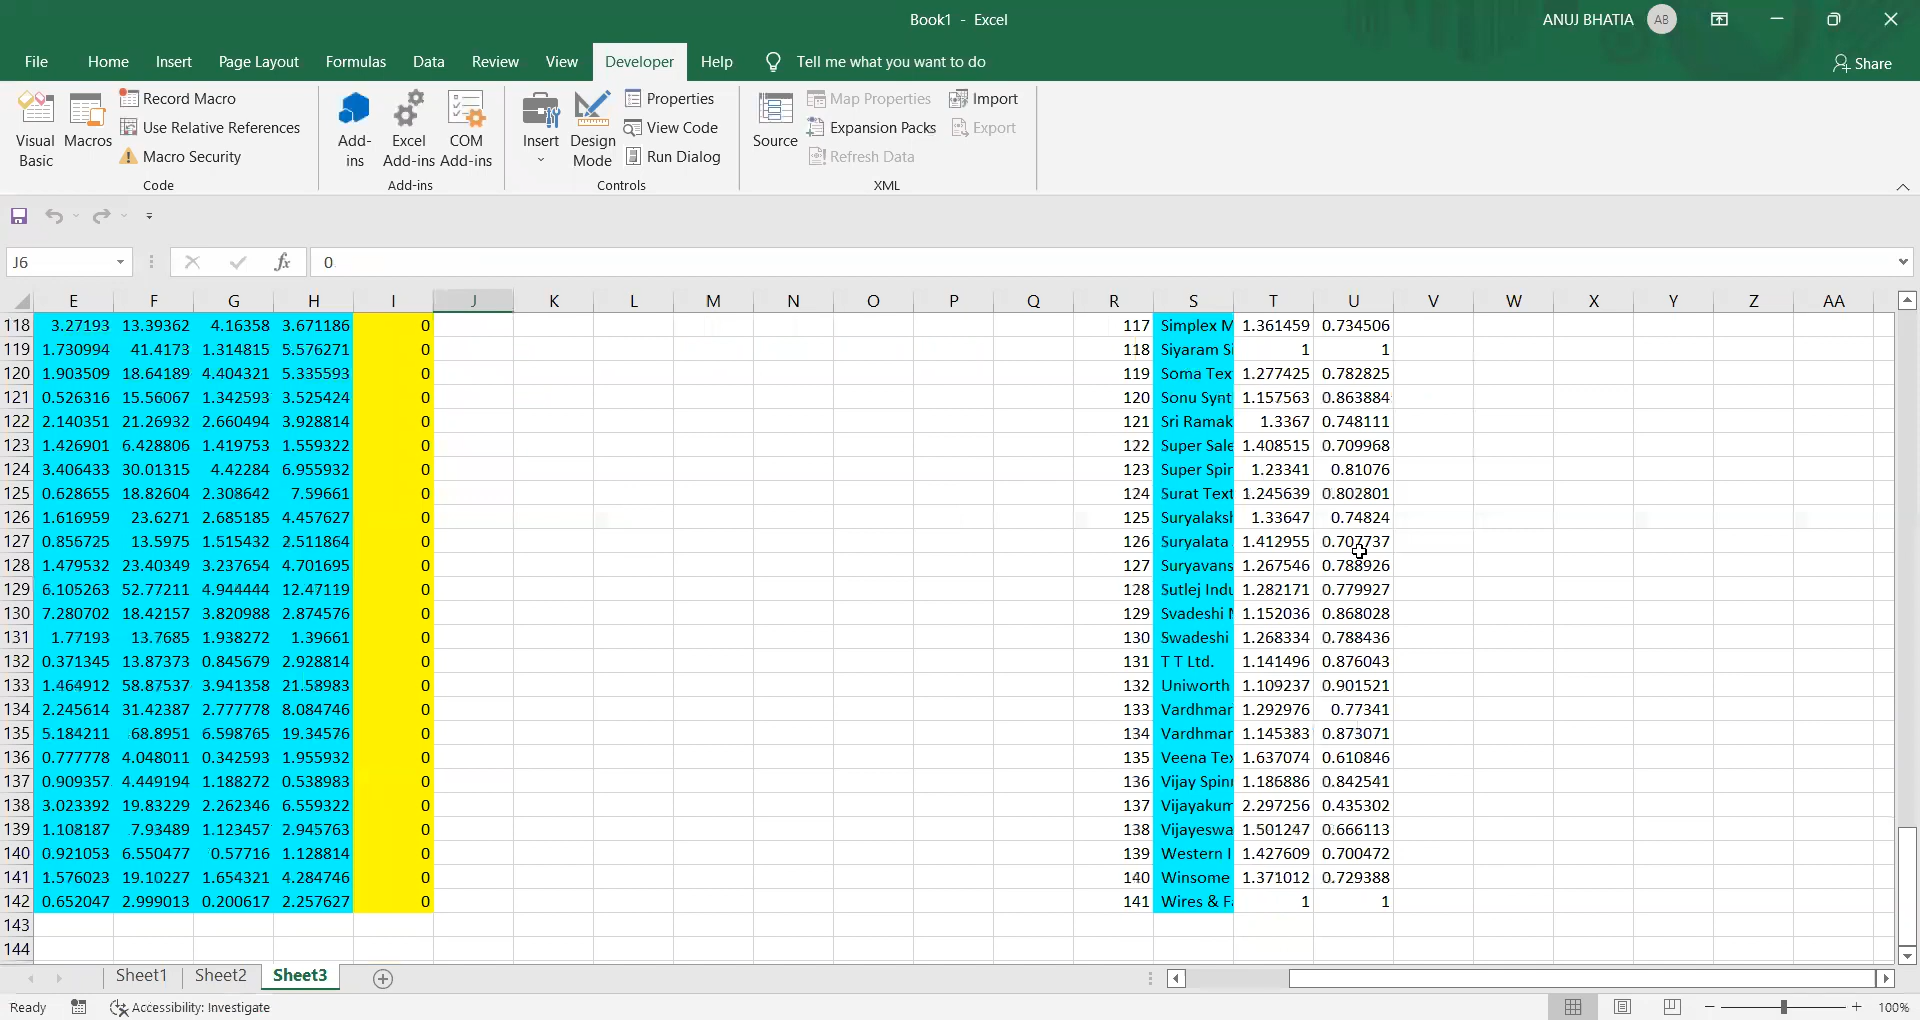 Book1 - Excel
ANUJ BHATIA AB
File Home Insert Page Layout Formulas Data Review View Developer Help Tell me what you want to do Share
Visual Basic
Macros
Record Macro
Use Relative References
Macro Security
Code
Add-ins
Excel Add-ins
COM Add-ins
Add-ins
Insert
Design Mode
Properties
View Code
Run Dialog
Controls
Source
Map Properties
Expansion Packs
Refresh Data
Import
Export
XML
J6 fx 0
E F G H I J K L M N O P Q R S T U V W X Y Z AA
118 3.27193 13.39362 4.16358 3.671186 0 117 Simplex M 1.361459 0.734506
119 1.730994 41.4173 1.314815 5.576271 0 118 Siyaram Si 1 1
120 1.903509 18.64189 4.404321 5.335593 0 119 Soma Tex 1.277425 0.782825
121 0.526316 15.56067 1.342593 3.525424 0 120 Sonu Synt 1.157563 0.863884
122 2.140351 21.26932 2.660494 3.928814 0 121 Sri Ramak 1.3367 0.748111
123 1.426901 6.428806 1.419753 1.559322 0 122 Super Sale 1.408515 0.709968
124 3.406433 30.01315 4.42284 6.955932 0 123 Super Spin 1.23341 0.81076
125 0.628655 18.82604 2.308642 7.59661 0 124 Surat Text 1.245639 0.802801
126 1.616959 23.6271 2.685185 4.457627 0 125 Suryalaksh 1.33647 0.74824
127 0.856725 13.5975 1.515432 2.511864 0 126 Suryalata 1.412955 0.707737
128 1.479532 23.40349 3.237654 4.701695 0 127 Suryavans 1.267546 0.788926
129 6.105263 52.77211 4.944444 12.47119 0 128 Sutlej Indu 1.282171 0.779927
130 7.280702 18.42157 3.820988 2.874576 0 129 Svadeshi M 1.152036 0.868028
131 1.77193 13.7685 1.938272 1.39661 0 130 Swadeshi 1.268334 0.788436
132 0.371345 13.87373 0.845679 2.928814 0 131 T T Ltd. 1.141496 0.876043
133 1.464912 58.87537 3.941358 21.58983 0 132 Uniworth 1.109237 0.901521
134 2.245614 31.42387 2.777778 8.084746 0 133 Vardhmar 1.292976 0.77341
135 5.184211 68.8951 6.598765 19.34576 0 134 Vardhmar 1.145383 0.873071
136 0.777778 4.048011 0.342593 1.955932 0 135 Veena Tex 1.637074 0.610846
137 0.909357 4.449194 1.188272 0.538983 0 136 Vijay Spin 1.186886 0.842541
138 3.023392 19.83229 2.262346 6.559322 0 137 Vijayakum 2.297256 0.435302
139 1.108187 7.93489 1.123457 2.945763 0 138 Vijayeswa 1.501247 0.666113
140 0.921053 6.550477 0.57716 1.128814 0 139 Western I 1.427609 0.700472
141 1.576023 19.10227 1.654321 4.284746 0 140 Winsome 1.371012 0.729388
142 0.652047 2.999013 0.200617 2.257627 0 141 Wires & Fa 1 1
143
144
Sheet1 Sheet2 Sheet3
Ready Accessibility: Investigate 100%